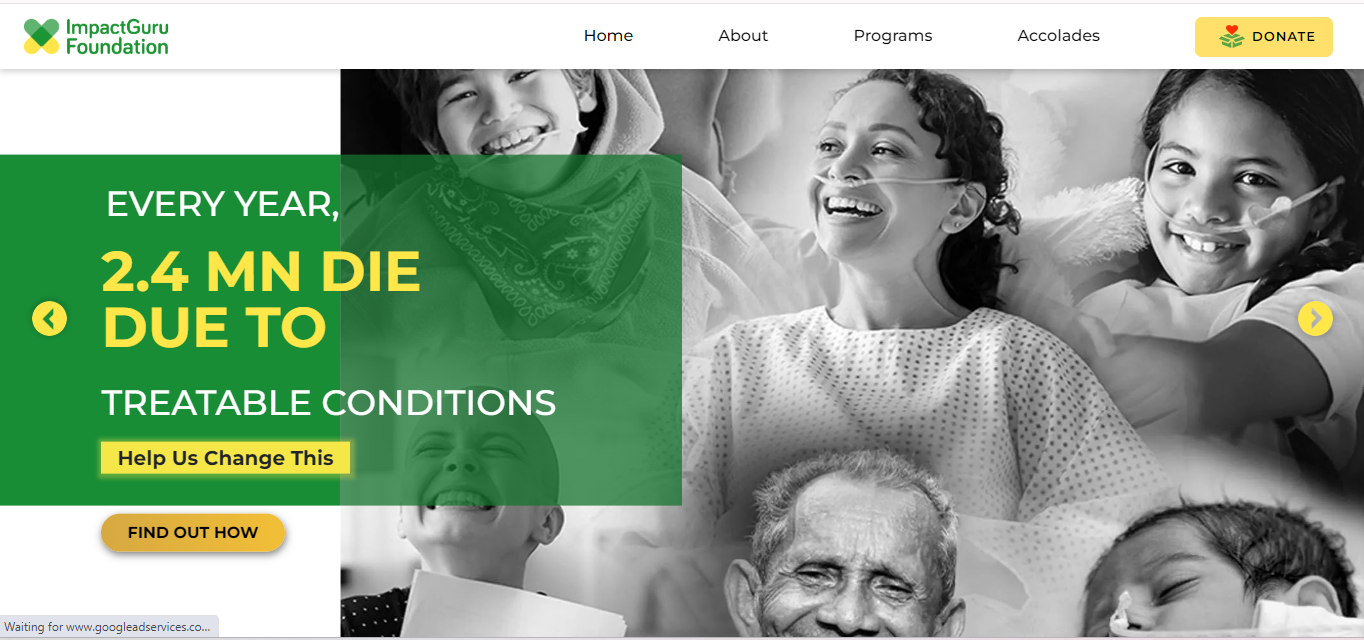 ImpactGuru
Foundation
Home
About
Programs
Accolades
DONATE
EVERY YEAR,
2.4 MN DIE
DUE TO
TREATABLE CONDITIONS
Help Us Change This
FIND OUT HOW
Waiting for www.googleadservices.co...